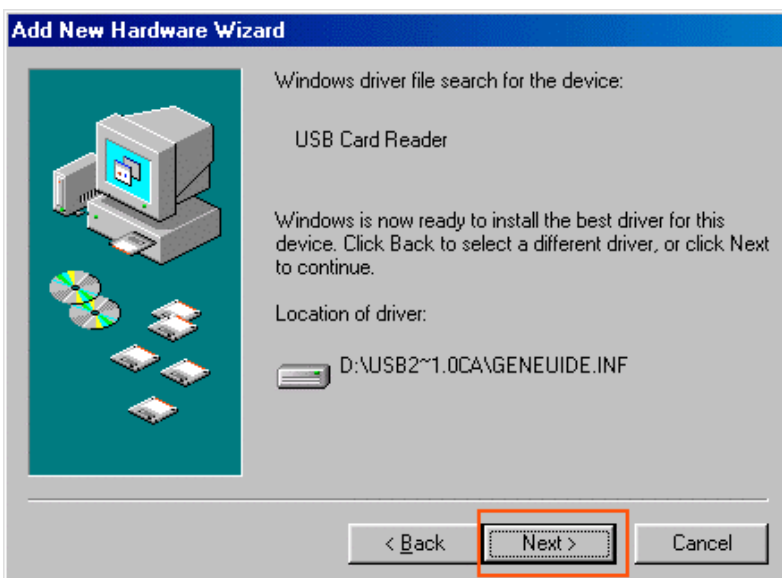 Add New Hardware Wizard
Windows driver file search for the device:
USB Card Reader
Windows is now ready to install the best driver for this
device. Click Back to select a different driver, or click Next
to continue.
Location of driver:
D:\USB2~1.0CA\GENEUIDE.INF
< Back
Next >
Cancel